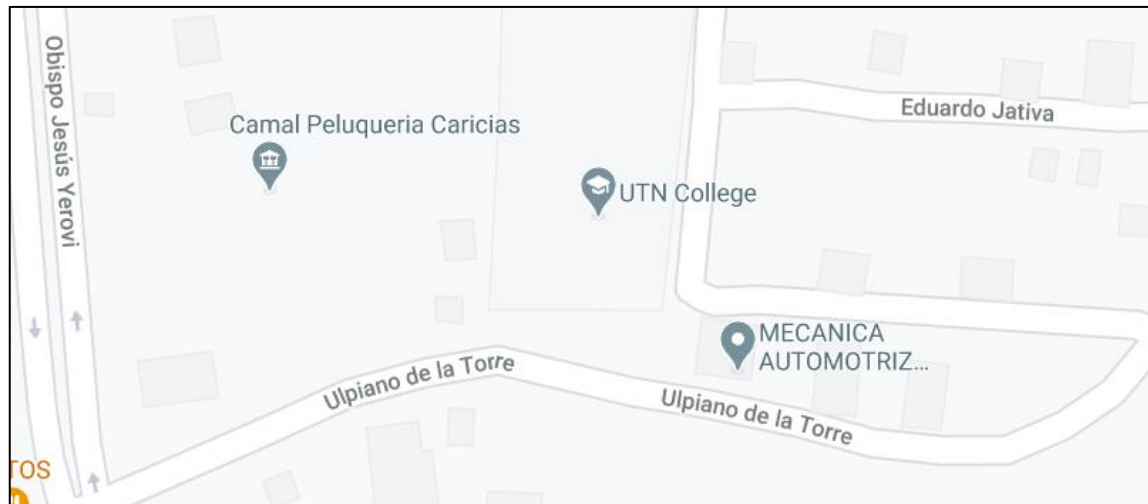 Obispo Jesús Yerovi
Camal Peluqueria Caricias
Eduardo Jativa
UTN College
MECANICA
AUTOMOTRIZ...
Ulpiano de la Torre
Ulpiano de la Torre
TOS